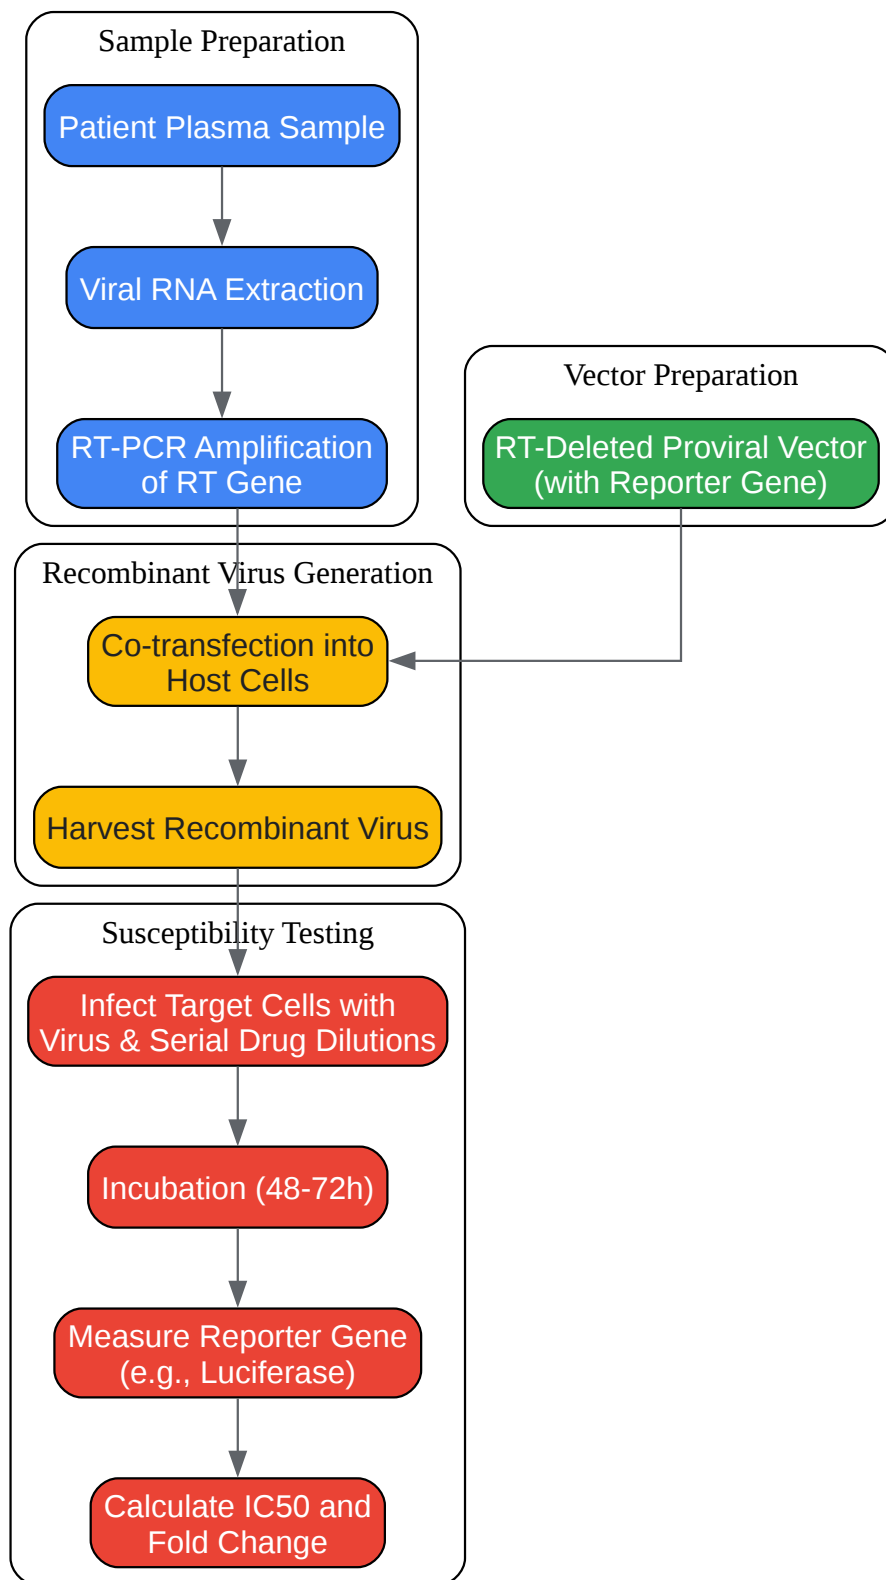 Sample Preparation
Patient Plasma Sample
Viral RNA Extraction
RT-PCR Amplification
of RT Gene
Vector Preparation
RT-Deleted Proviral Vector
(with Reporter Gene)
Recombinant Virus Generation
Co-transfection into
Host Cells
Harvest Recombinant Virus
Susceptibility Testing
Infect Target Cells with
Virus & Serial Drug Dilutions
Incubation (48-72h)
Measure Reporter Gene
(e.g., Luciferase)
Calculate IC50 and
Fold Change